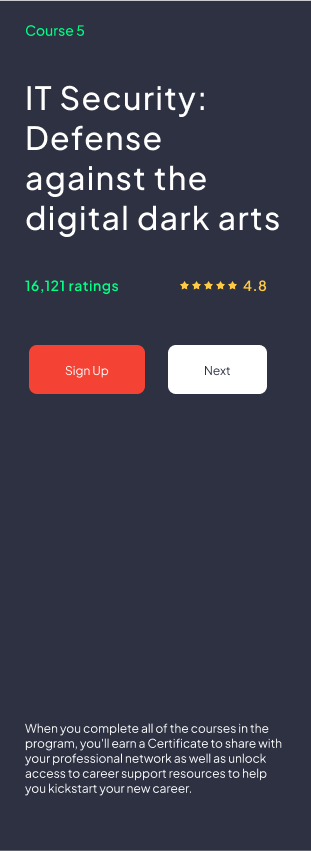 Course 5
IT Security:
Defense
against the
digital dark arts
16,121 ratings
4.8
Sign Up
Next
When you complete all of the courses in the
program, you'll earn a Certificate to share with
your professional network as well as unlock
access to career support resources to help
you kickstart your new career.